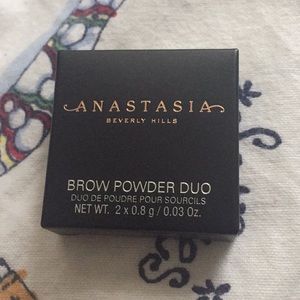 ANASTASIA
BEVERLY HILLS
BROW POWDER DUO
DUO DE POUDRE POUR SOURCILS
NET WT. 2 x 0.8 g / 0.03 Oz.